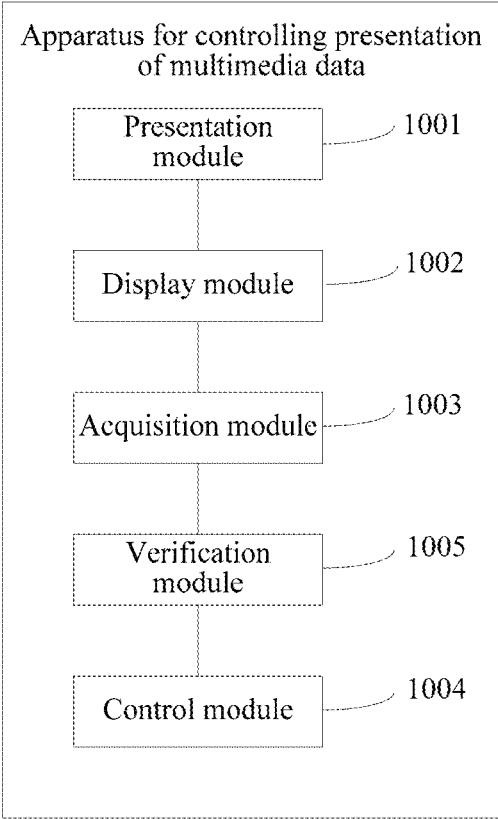 Apparatus for controlling presentation
of multimedia data
Presentation
module
1001
Display module
1002
Acquisition module
1003
Verification
module
1005
Control module
1004